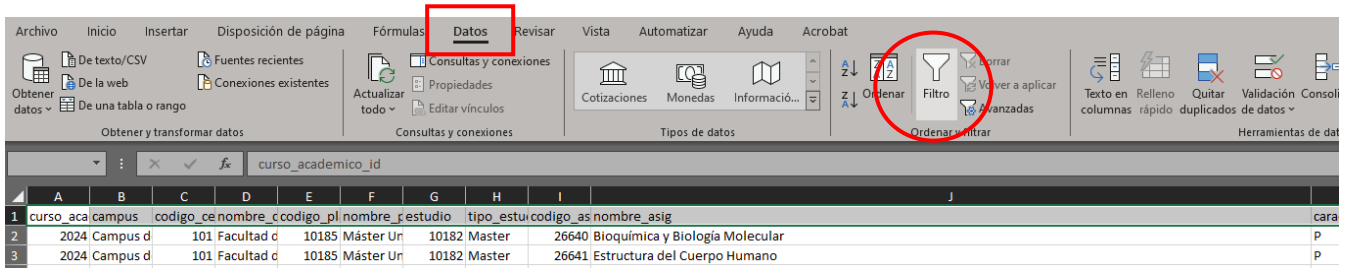 Archivo Inicio Insertar Disposición de página Fórmulas Datos Revisar Vista Automatizar Ayuda Acrobat
Obtener datos
De texto/CSV
De la web
De una tabla o rango
Fuentes recientes
Conexiones existentes
Obtener y transformar datos
Actualizar todo
Consultas y conexiones
Propiedades
Editar vínculos
Consultas y conexiones
Cotizaciones Monedas Informació...
Tipos de datos
Ordenar
Filtro
Borrar
Volver a aplicar
Avanzadas
Ordenar y filtrar
Texto en columnas
Relleno rápido
Quitar duplicados
Validación de datos
Consoli
Herramientas de dat
fx curso_academico_id
A B C D E F G H I J
1 curso_aca campus codigo_ce nombre_c codigo_pl nombre_p estudio tipo_estu codigo_as nombre_asig cara
2 2024 Campus d 101 Facultad d 10185 Máster Un 10182 Master 26640 Bioquímica y Biología Molecular P
3 2024 Campus d 101 Facultad d 10185 Máster Un 10182 Master 26641 Estructura del Cuerpo Humano P